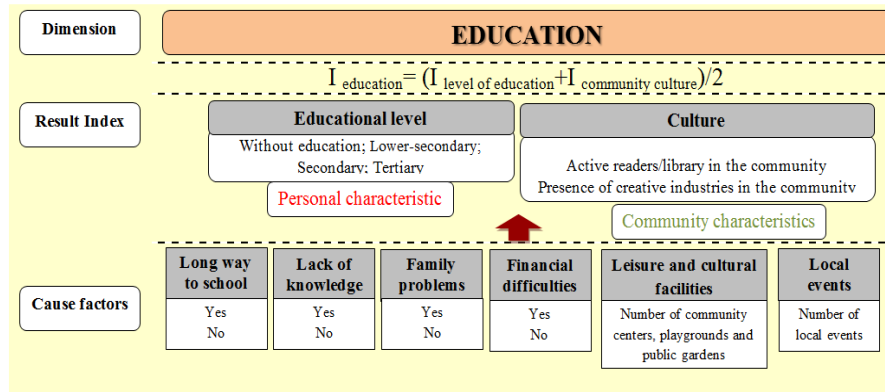 Dimension
EDUCATION
I education= (I level of education+I community culture)/2
Result Index
Educational level
Without education; Lower-secondary;
Secondary; Tertiary
Personal characteristic
Culture
Active readers/library in the community
Presence of creative industries in the community
Community characteristics
Cause factors
Long way
to school
Yes
No
Lack of
knowledge
Yes
No
Family
problems
Yes
No
Financial
difficulties
Yes
No
Leisure and cultural
facilities
Number of community
centers, playgrounds and
public gardens
Local
events
Number of
local events